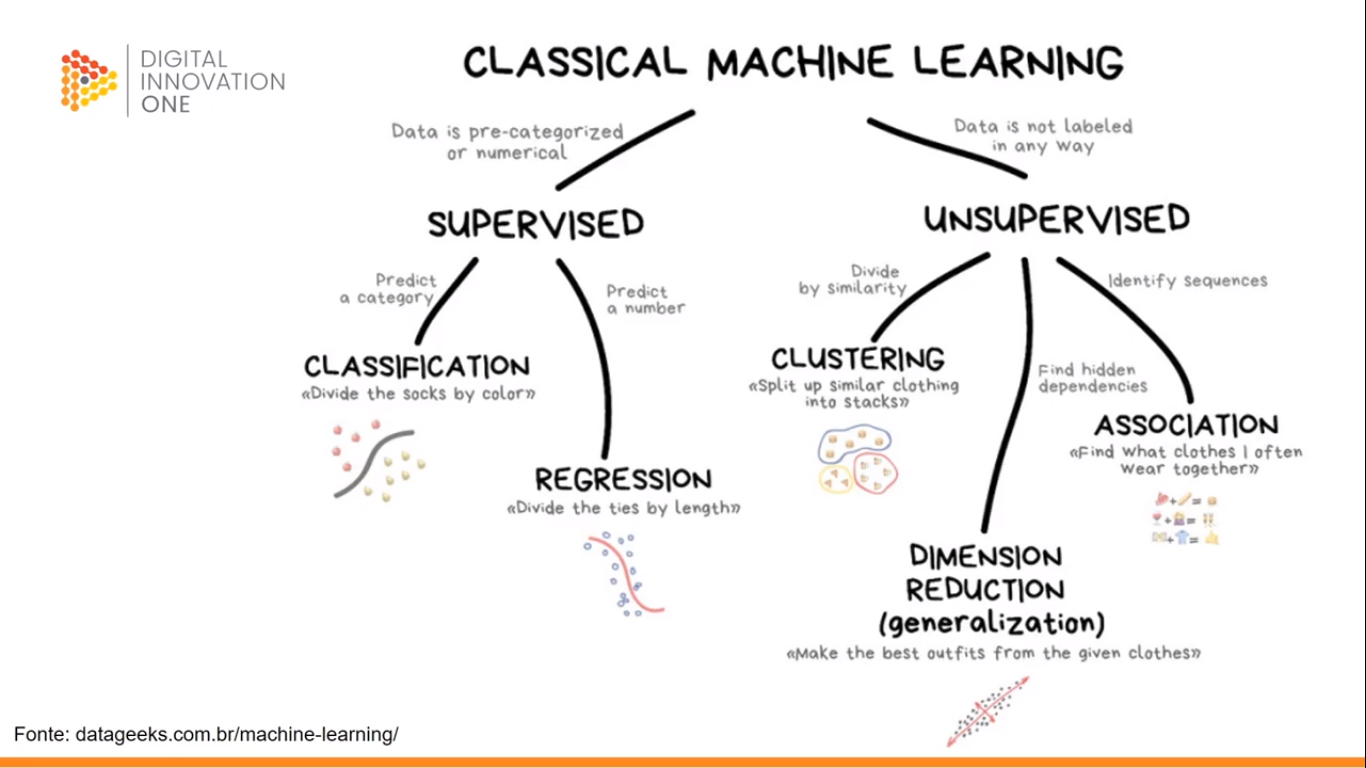 DIGITAL
INNOVATION
ONE
CLASSICAL MACHINE LEARNING
Data is pre-categorized
or numerical
Data is not labeled
in any way
SUPERVISED
UNSUPERVISED
Predict
a category
Predict
a number
Divide
by similarity
Identify sequences
Find hidden
dependencies
CLASSIFICATION
«Divide the socks by color»
REGRESSION
«Divide the ties by length»
CLUSTERING
«Split up similar clothing
into stacks»
ASSOCIATION
«Find what clothes I often
wear together»
DIMENSION
REDUCTION
(generalization)
«Make the best outfits from the given clothes»
Fonte: datageeks.com.br/machine-learning/